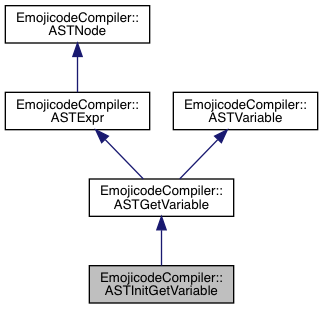 EmojicodeCompiler::
ASTNode
EmojicodeCompiler::
ASTExpr
EmojicodeCompiler::
ASTVariable
EmojicodeCompiler::
ASTGetVariable
EmojicodeCompiler::
ASTInitGetVariable